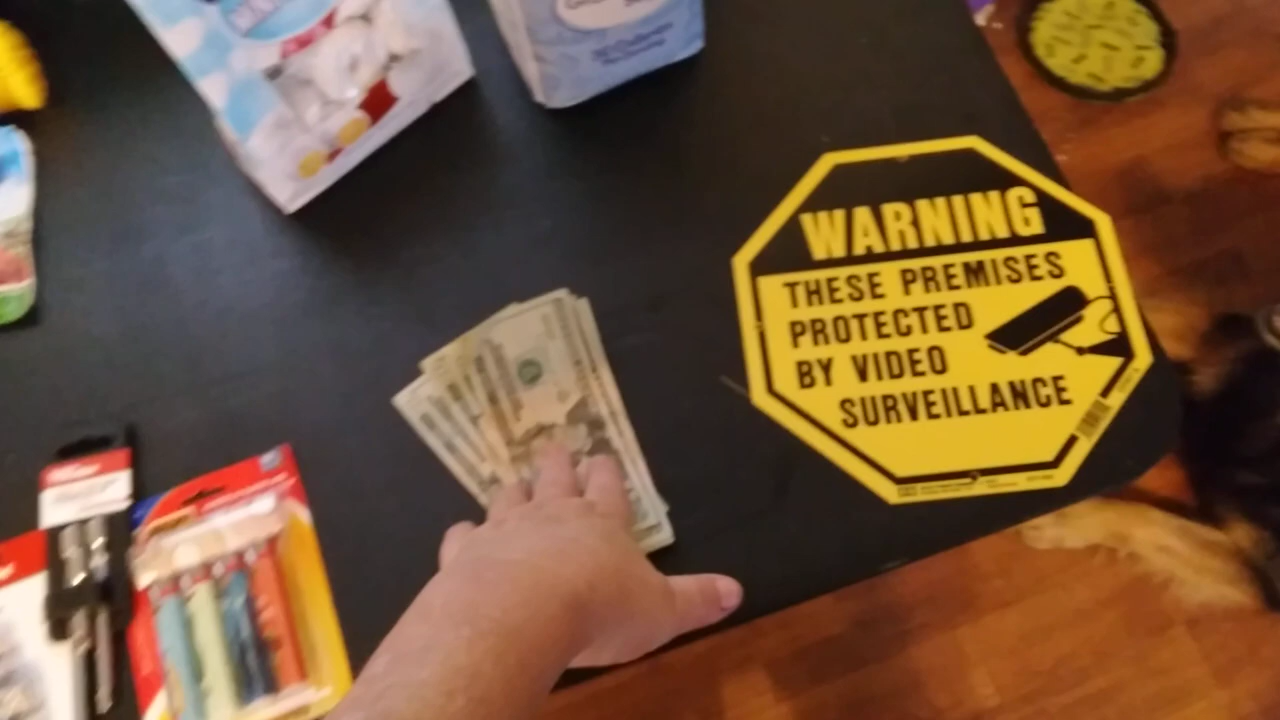 WARNING
THESE PREMISES
PROTECTED
BY VIDEO
SURVEILLANCE